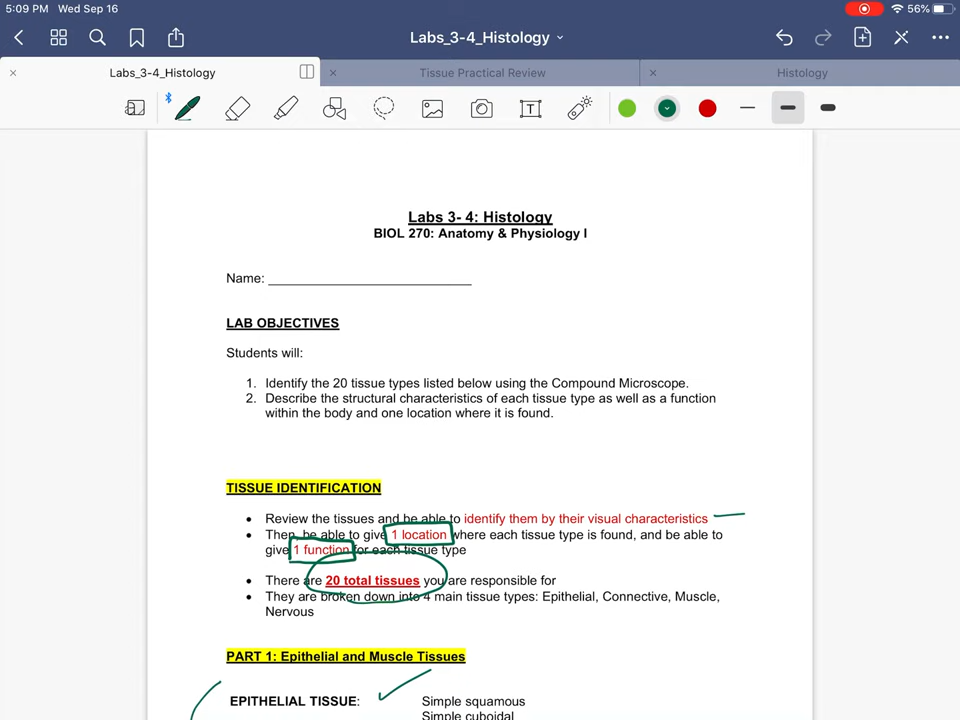 5:09 PM Wed Sep 16
56%
Labs_3-4_Histology
Labs_3-4_Histology
Tissue Practical Review
Histology
Labs 3- 4: Histology
BIOL 270: Anatomy & Physiology I
Name: ____________________________
LAB OBJECTIVES
Students will:
1. Identify the 20 tissue types listed below using the Compound Microscope.
2. Describe the structural characteristics of each tissue type as well as a function
within the body and one location where it is found.
TISSUE IDENTIFICATION
• Review the tissues and be able to identify them by their visual characteristics
• Then, be able to give 1 location where each tissue type is found, and be able to
give 1 function for each tissue type
• There are 20 total tissues you are responsible for
• They are broken down into 4 main tissue types: Epithelial, Connective, Muscle,
Nervous
PART 1: Epithelial and Muscle Tissues
EPITHELIAL TISSUE: Simple squamous
Simple cuboidal